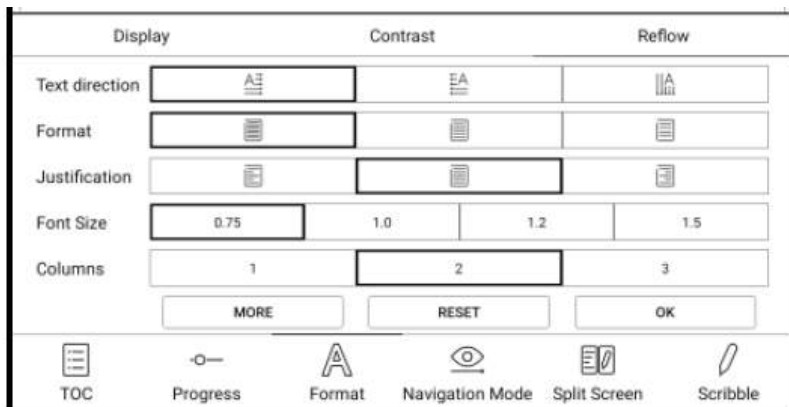 Display Contrast Reflow
Text direction
Format
Justification
Font Size 0.75 1.0 1.2 1.5
Columns 1 2 3
MORE RESET OK
TOC Progress Format Navigation Mode Split Screen Scribble